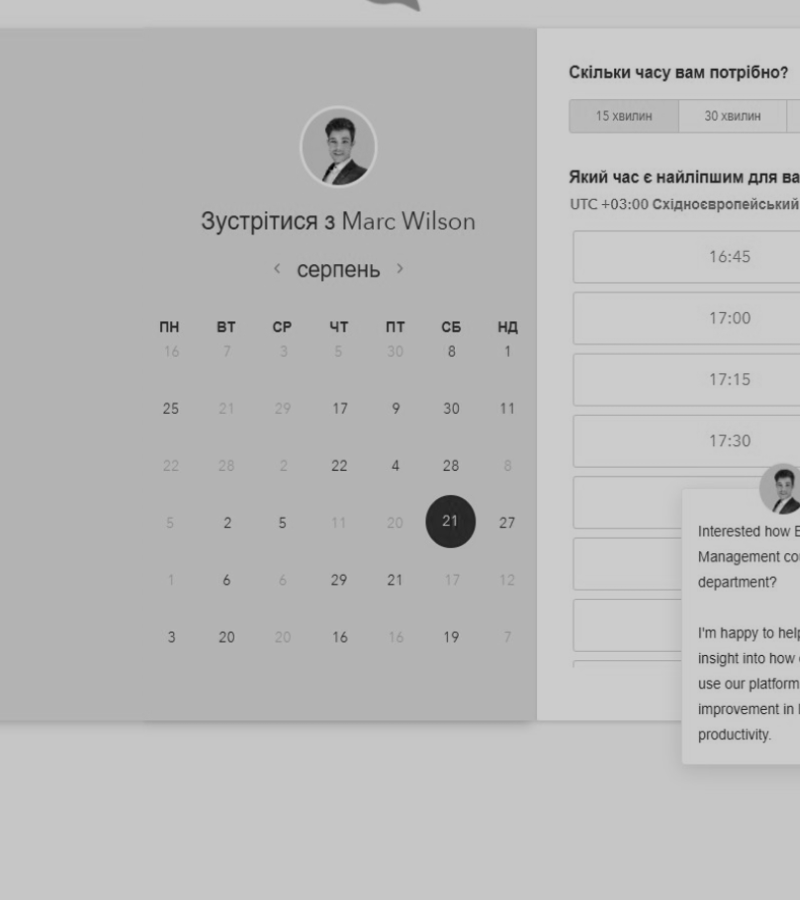 Зустрітися з Marc Wilson
‹ серпень ›
ПН ВТ СР ЧТ ПТ СБ НД
16 7 3 5 30 8 1
25 21 29 17 9 30 11
22 28 2 22 4 28 8
5 2 5 11 20 21 27
1 6 6 29 21 17 12
3 20 20 16 16 19 7
Скільки часу вам потрібно?
15 хвилин 30 хвилин
Який час є найліпшим для ва
UTC +03:00 Східноєвропейський
16:45
17:00
17:15
17:30
Interested how E
Management co
department?
I'm happy to help
insight into how
use our platform
improvement in
productivity.